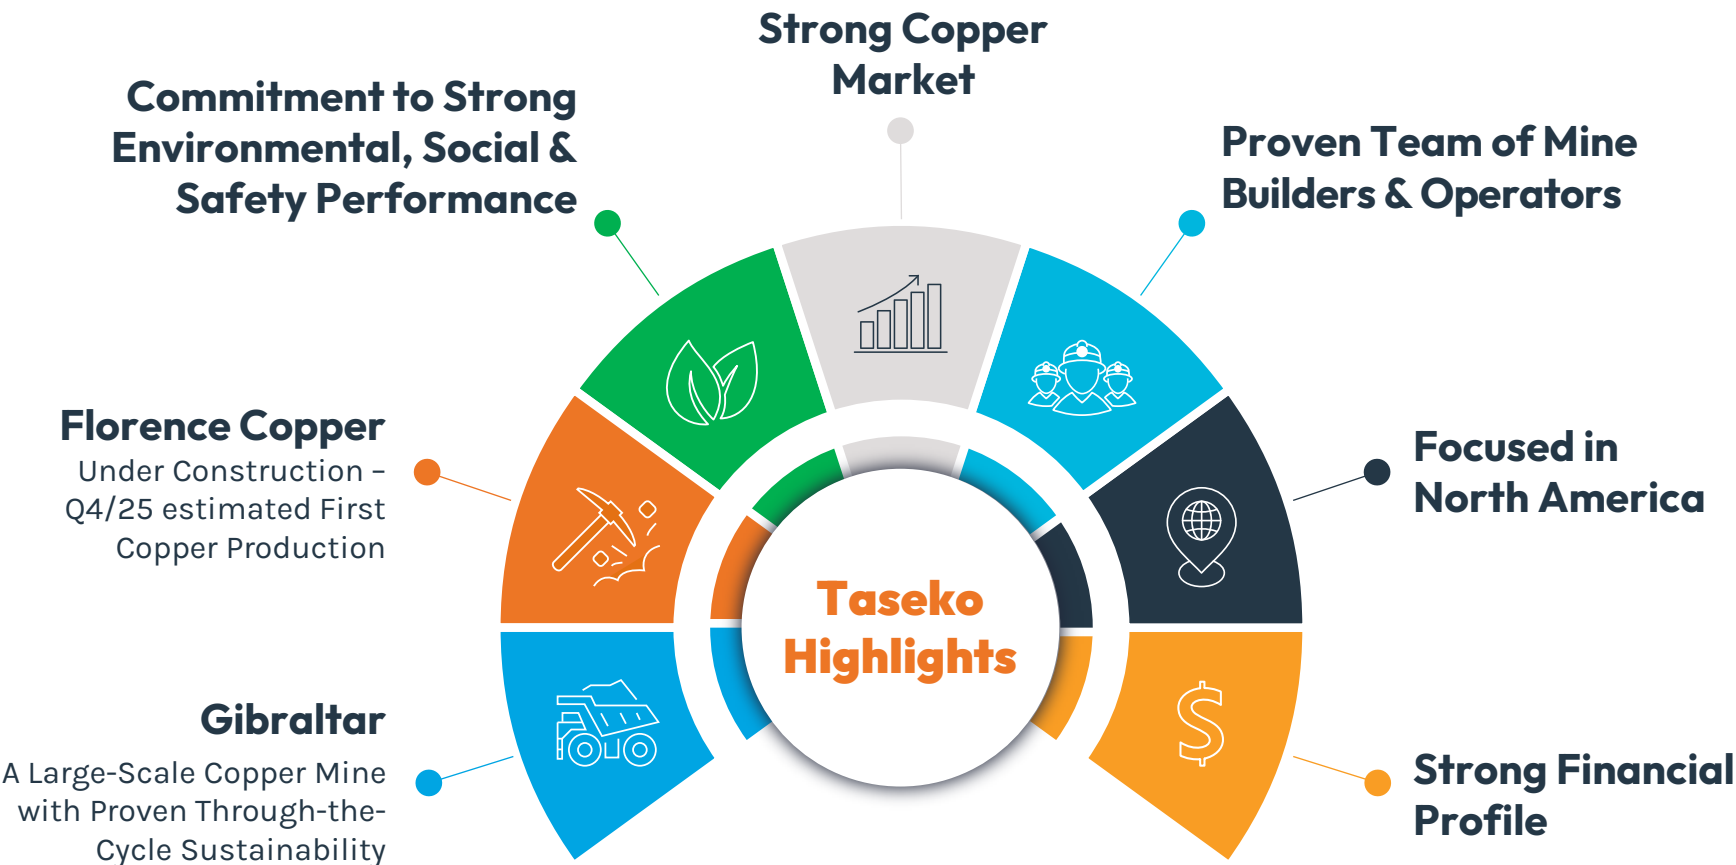 Strong Copper
Market
Commitment to Strong
Environmental, Social &
Safety Performance
Proven Team of Mine
Builders & Operators
Florence Copper
Under Construction –
Q4/25 estimated First
Copper Production
Focused in
North America
Taseko
Highlights
Gibraltar
A Large-Scale Copper Mine
with Proven Through-the-
Cycle Sustainability
Strong Financial
Profile
$